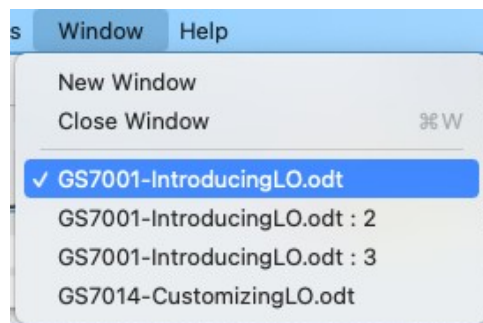 s Window Help
New Window
Close Window ⌘W
✓ GS7001-IntroducingLO.odt
GS7001-IntroducingLO.odt : 2
GS7001-IntroducingLO.odt : 3
GS7014-CustomizingLO.odt